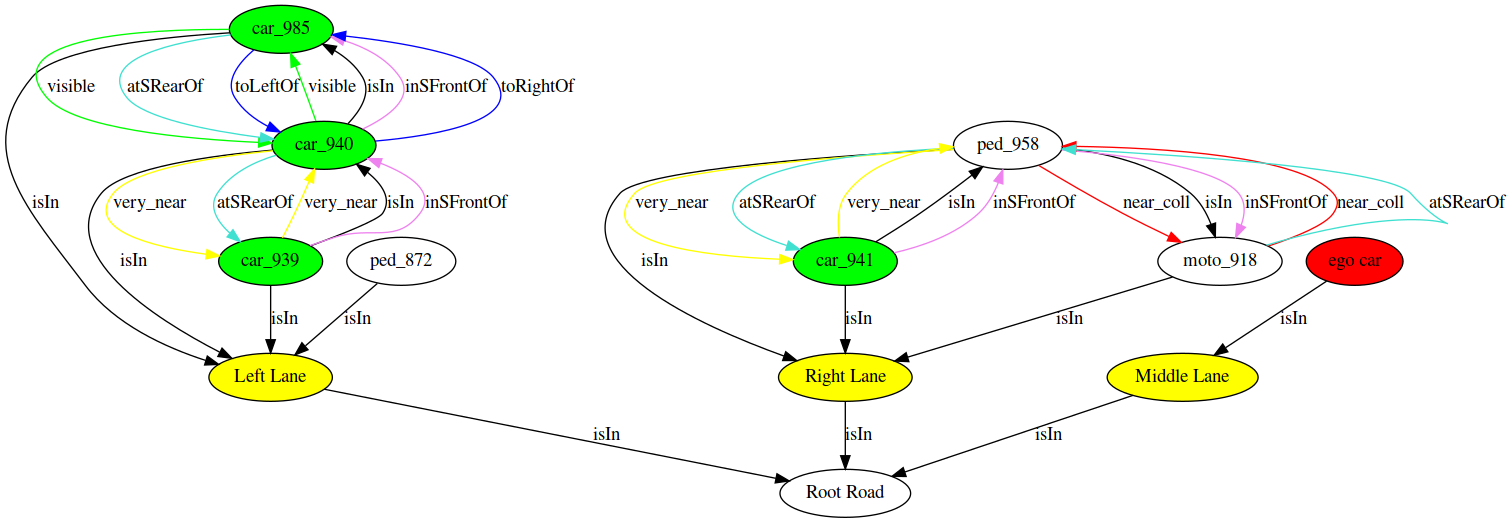 car_985
visible
atSRearOf
toLeftOf
visible
isIn
inSFrontOf
toRightOf
car_940
ped_958
isIn
very_near
atSRearOf
very_near
isIn
inSFrontOf
very_near
atSRearOf
very_near
isIn
inSFrontOf
near_coll
isIn
inSFrontOf
near_coll
atSRearOf
isIn
car_939
ped_872
isIn
car_941
moto_918
ego car
isIn
isIn
isIn
isIn
isIn
Left Lane
Right Lane
Middle Lane
isIn
isIn
isIn
Root Road